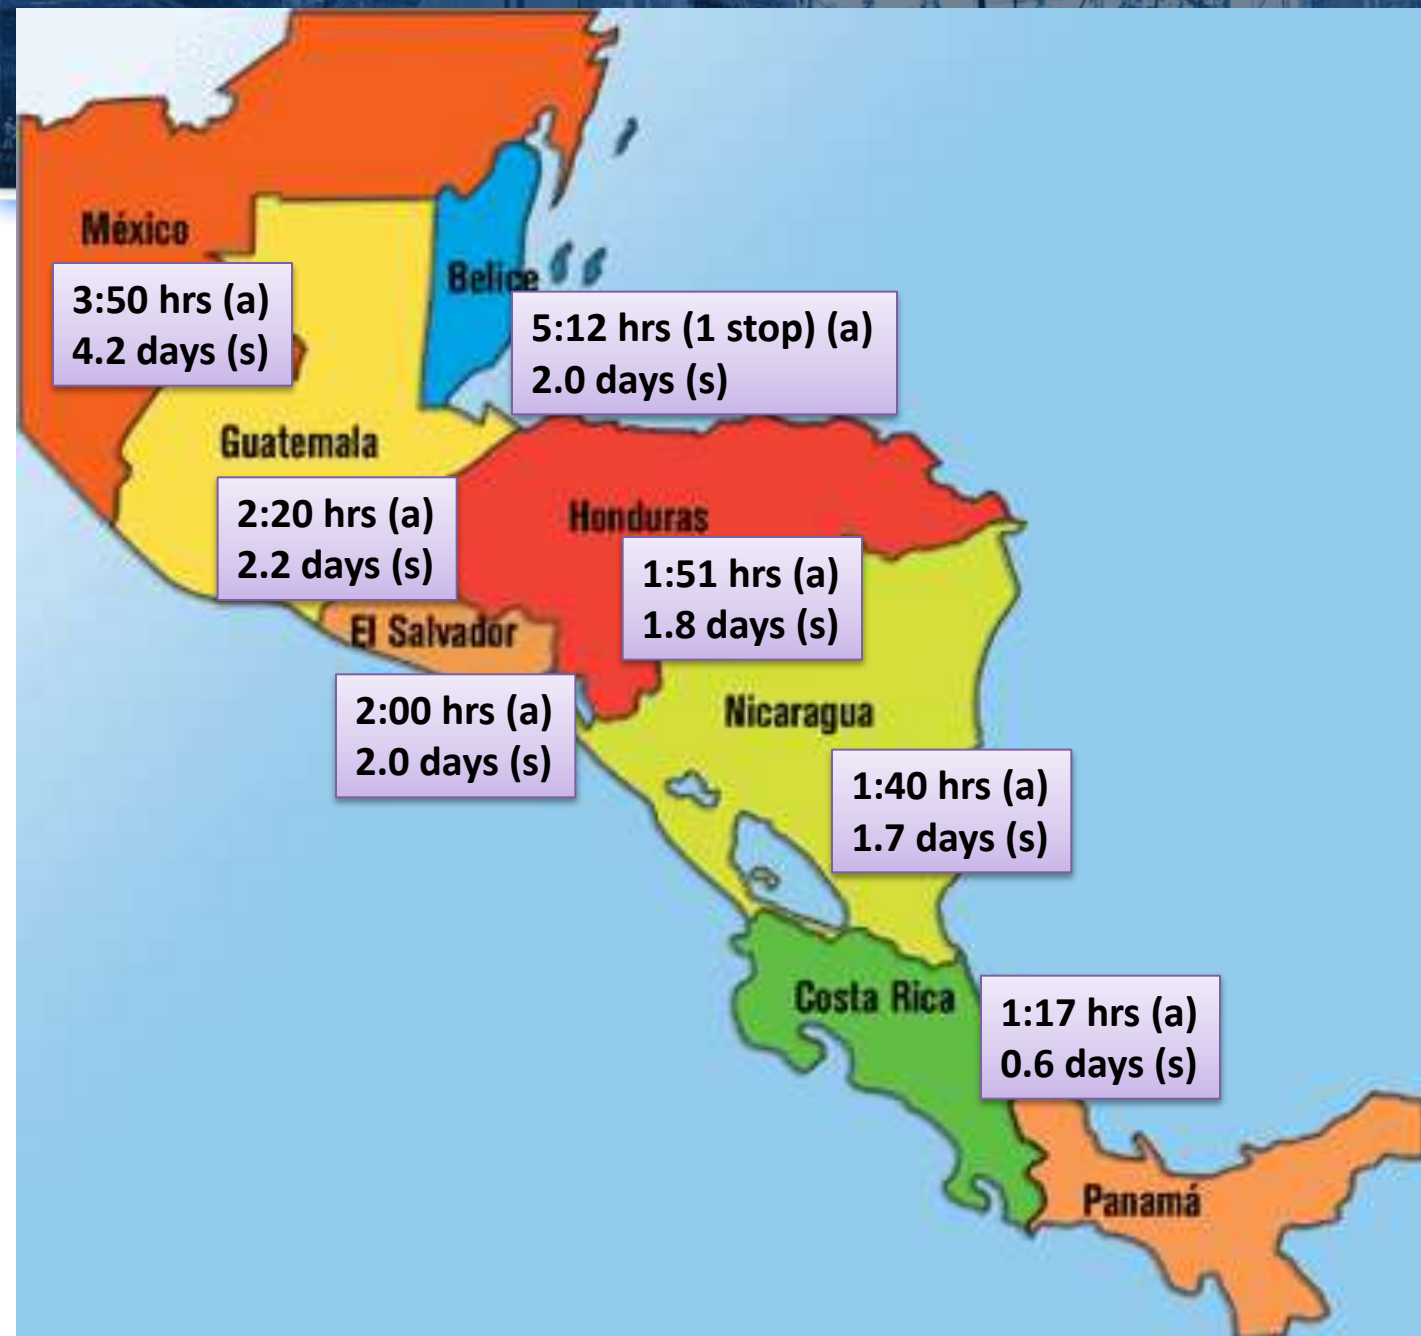 México
3:50 hrs (a)
4.2 days (s)
Belice
5:12 hrs (1 stop) (a)
2.0 days (s)
Guatemala
2:20 hrs (a)
2.2 days (s)
Honduras
1:51 hrs (a)
1.8 days (s)
El Salvador
2:00 hrs (a)
2.0 days (s)
Nicaragua
1:40 hrs (a)
1.7 days (s)
Costa Rica
1:17 hrs (a)
0.6 days (s)
Panamá